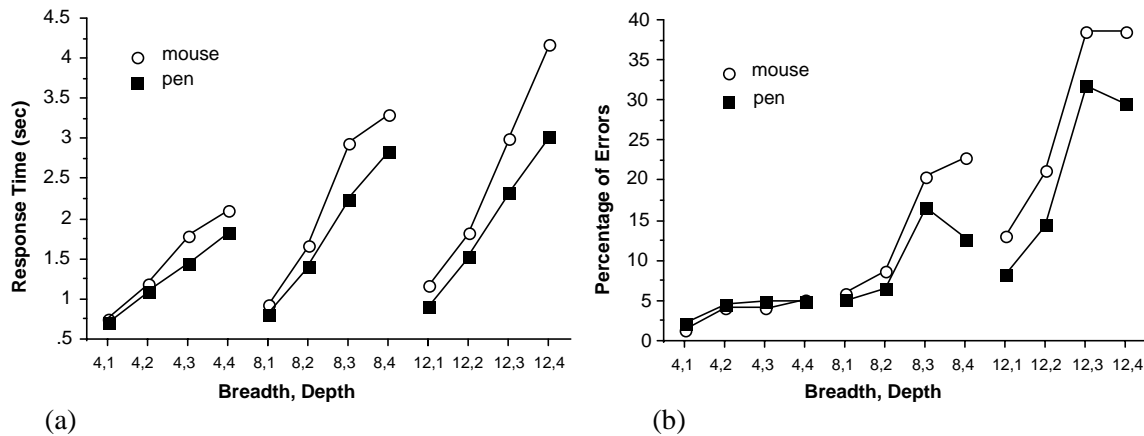 4.5
4
3.5
3
2.5
2
1.5
1
.5
Response Time (sec)
mouse
pen
4,1 4,2 4,3 4,4 8,1 8,2 8,3 8,4 12,1 12,2 12,3 12,4
Breadth, Depth
(a)
40
35
30
25
20
15
10
5
0
Percentage of Errors
mouse
pen
4,1 4,2 4,3 4,4 8,1 8,2 8,3 8,4 12,1 12,2 12,3 12,4
Breadth, Depth
(b)